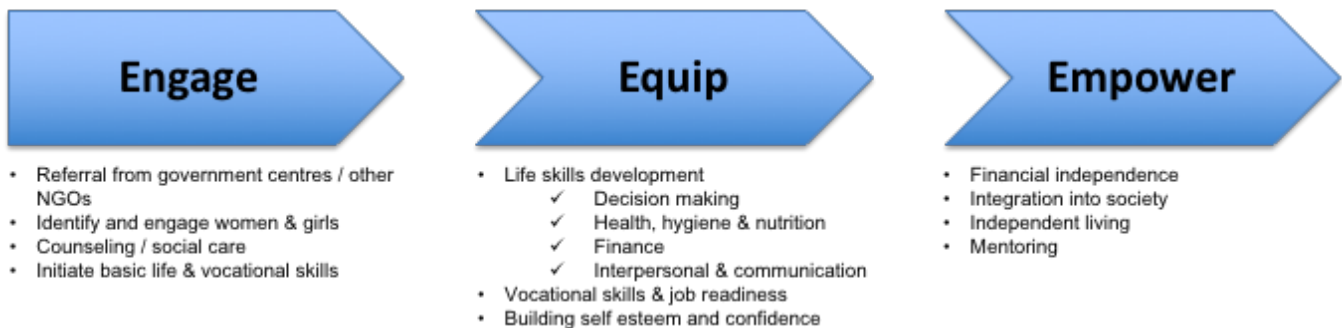 Engage
• Referral from government centres / other
NGOs
• Identify and engage women & girls
• Counseling / social care
• Initiate basic life & vocational skills
Equip
• Life skills development
✓ Decision making
✓ Health, hygiene & nutrition
✓ Finance
✓ Interpersonal & communication
• Vocational skills & job readiness
• Building self esteem and confidence
Empower
• Financial independence
• Integration into society
• Independent living
• Mentoring